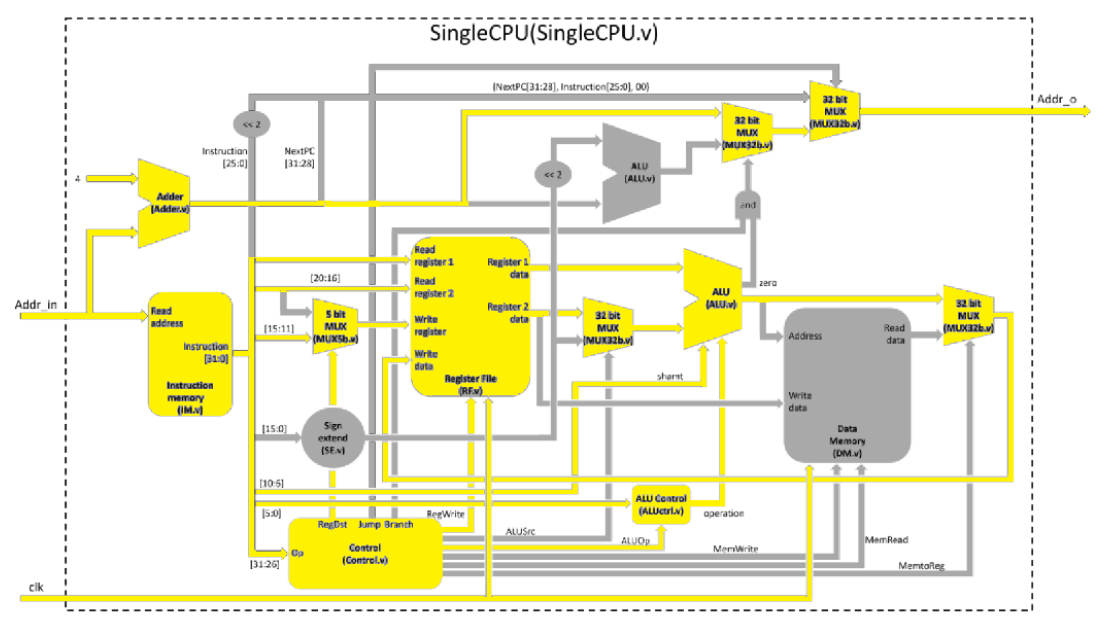 SingleCPU(SingleCPU.v)
(NextPC[31:28], Instruction[25:0], 00)
32 bit
MUX
(MUX32b.v)
Addr_o
<< 2
32 bit
MUX
(MUX32b.v)
Instruction
[25:0]
NextPC
[31:28]
ALU
(ALU.v)
<< 2
4
Adder
(Adder.v)
and
Read
register 1
Register 1
data
[20:16]
Read
register 2
ALU
(ALU.v)
zero
Addr_in
Read
address
5 bit
MUX
(MUX5b.v)
Write
register
Register 2
data
32 bit
MUX
(MUX32b.v)
32 bit
MUX
(MUX32b.v)
[15:11]
Address
Read
data
Instruction
[31:0]
Write
data
Register File
(RF.v)
shamt
Instruction
memory
(IM.v)
Write
data
[15:0]
Sign
extend
(SE.v)
Data
Memory
(DM.v)
[10:6]
[5:0]
ALU Control
(ALUctrl.v)
operation
RegDst
Jump
Branch
RegWrite
ALUSrc
ALUOp
MemRead
MemWrite
MemtoReg
Op
Control
(Control.v)
[31:26]
clk